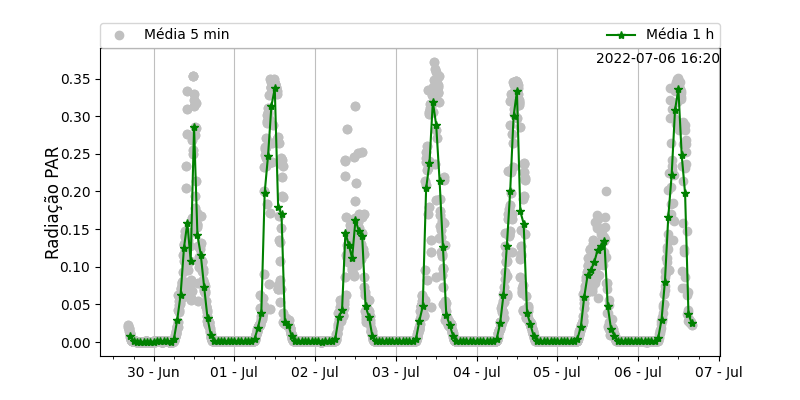 Média 5 min
Média 1 h
2022-07-06 16:20
Radiação PAR
0.35
0.30
0.25
0.20
0.15
0.10
0.05
0.00
30 - Jun
01 - Jul
02 - Jul
03 - Jul
04 - Jul
05 - Jul
06 - Jul
07 - Jul